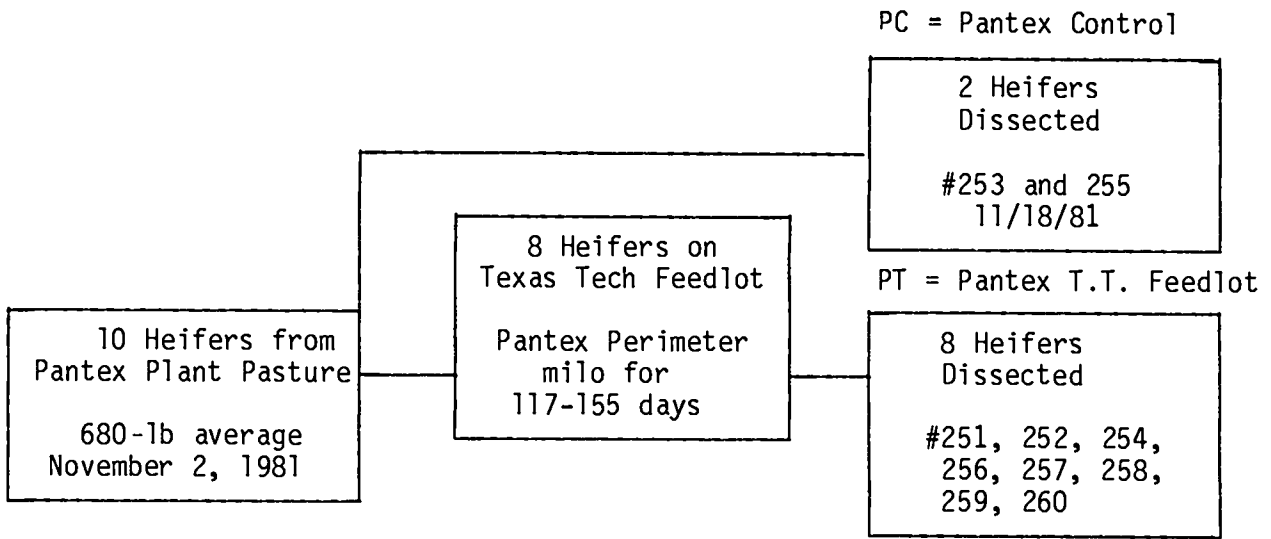 10 Heifers from
Pantex Plant Pasture
680-lb average
November 2, 1981
8 Heifers on
Texas Tech Feedlot
Pantex Perimeter
milo for
117-155 days
PC = Pantex Control
2 Heifers
Dissected
#253 and 255
11/18/81
PT = Pantex T.T. Feedlot
8 Heifers
Dissected
#251, 252, 254,
256, 257, 258,
259, 260